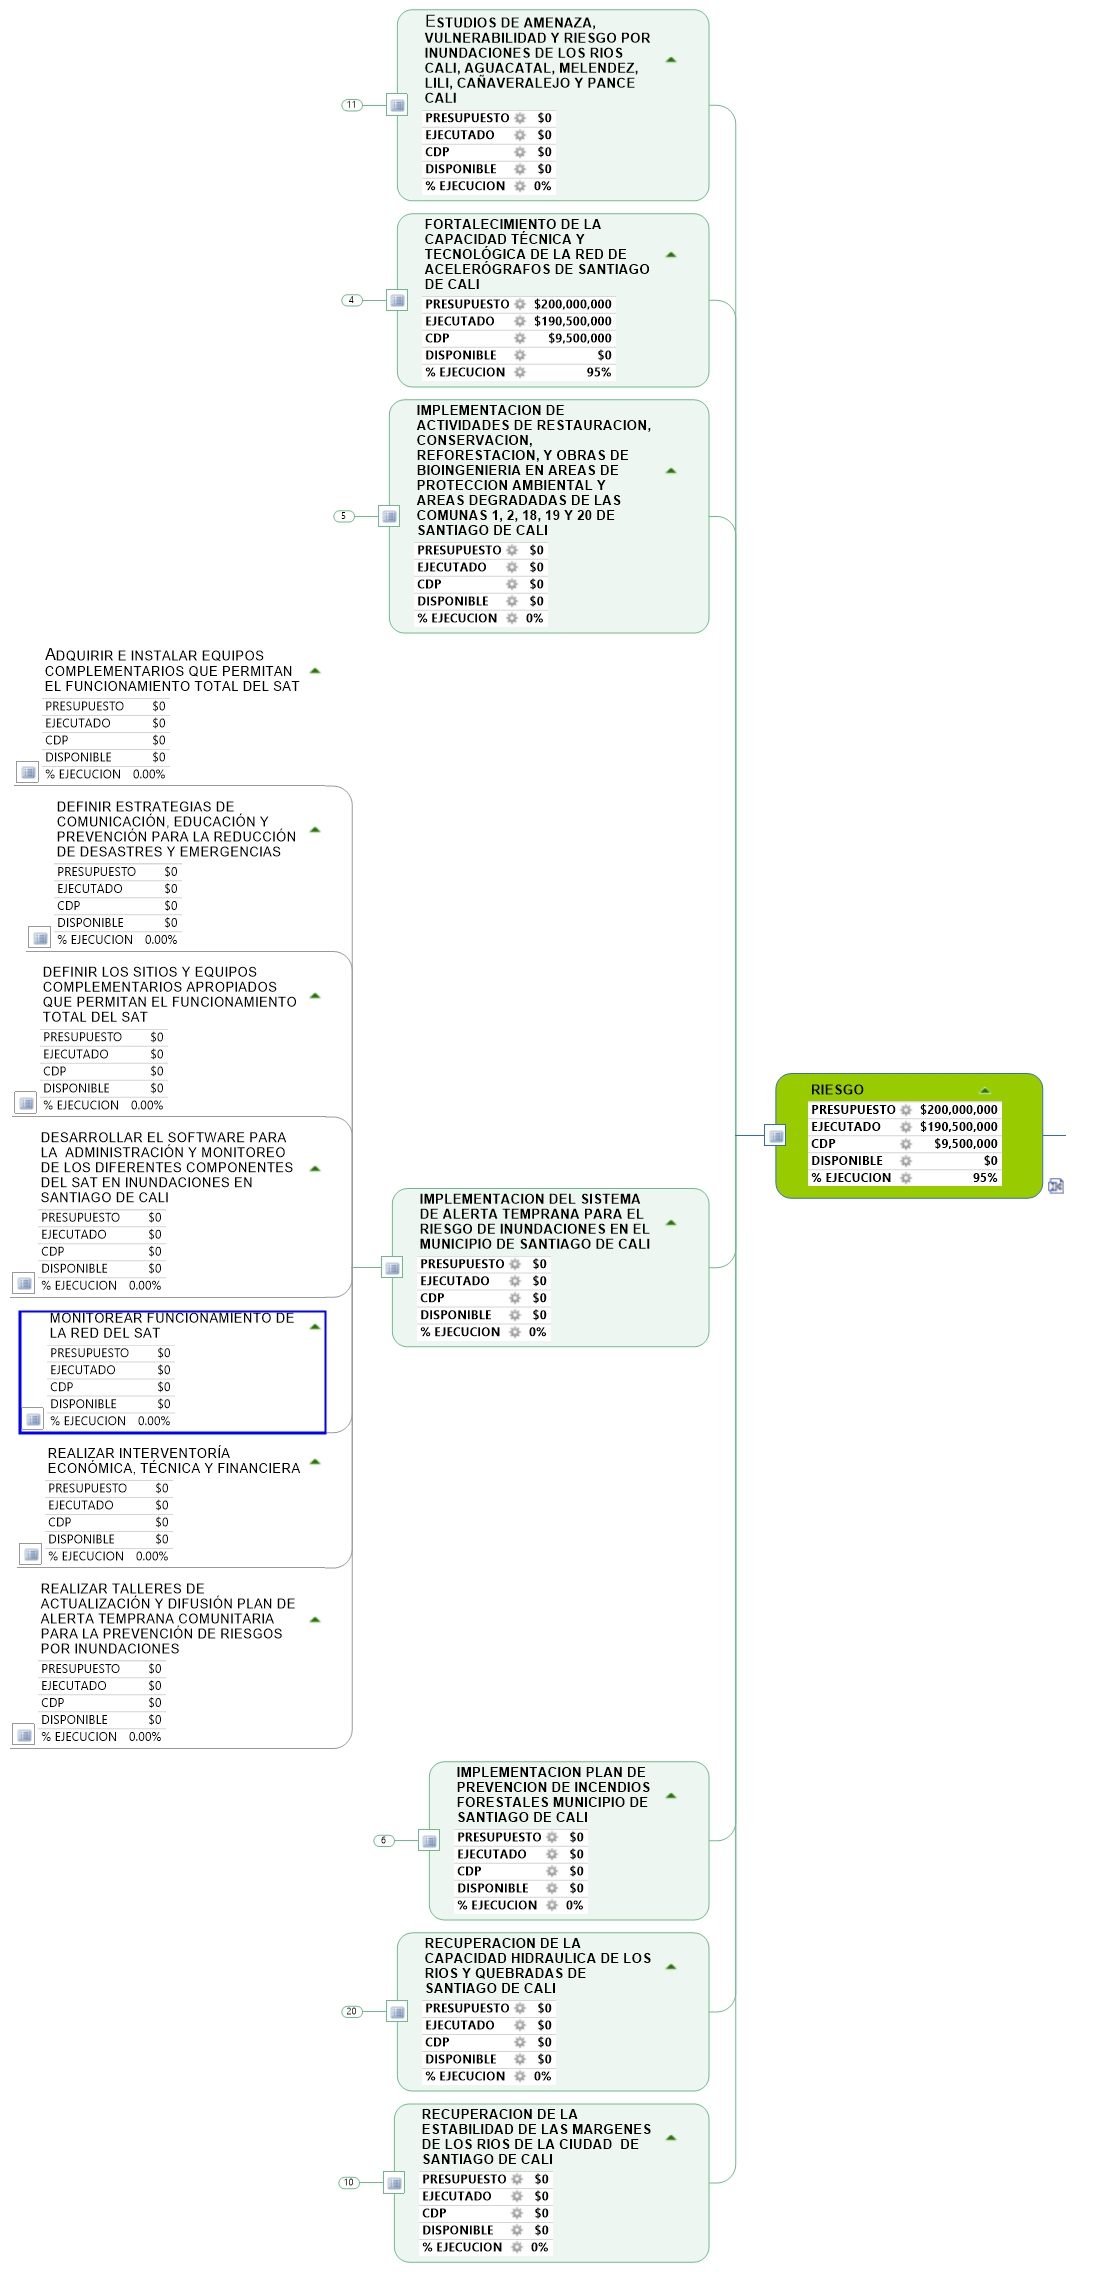 ESTUDIOS DE AMENAZA,
VULNERABILIDAD Y RIESGO POR
INUNDACIONES DE LOS RIOS
CALI, AGUACATAL, MELENDEZ,
LILI, CAÑAVERALEJO Y PANCE
CALI
11
PRESUPUESTO $0
EJECUTADO $0
CDP $0
DISPONIBLE $0
% EJECUCION 0%
FORTALECIMIENTO DE LA
CAPACIDAD TÉCNICA Y
TECNOLÓGICA DE LA RED DE
ACELERÓGRAFOS DE SANTIAGO
DE CALI
4
PRESUPUESTO $200,000,000
EJECUTADO $190,500,000
CDP $9,500,000
DISPONIBLE $0
% EJECUCION 95%
IMPLEMENTACION DE
ACTIVIDADES DE RESTAURACION,
CONSERVACION,
REFORESTACION, Y OBRAS DE
BIOINGENIERIA EN AREAS DE
PROTECCION AMBIENTAL Y
AREAS DEGRADADAS DE LAS
COMUNAS 1, 2, 18, 19 Y 20 DE
SANTIAGO DE CALI
5
PRESUPUESTO $0
EJECUTADO $0
CDP $0
DISPONIBLE $0
% EJECUCION 0%
ADQUIRIR E INSTALAR EQUIPOS
COMPLEMENTARIOS QUE PERMITAN
EL FUNCIONAMIENTO TOTAL DEL SAT
PRESUPUESTO $0
EJECUTADO $0
CDP $0
DISPONIBLE $0
% EJECUCION 0.00%
DEFINIR ESTRATEGIAS DE
COMUNICACIÓN, EDUCACIÓN Y
PREVENCIÓN PARA LA REDUCCIÓN
DE DESASTRES Y EMERGENCIAS
PRESUPUESTO $0
EJECUTADO $0
CDP $0
DISPONIBLE $0
% EJECUCION 0.00%
DEFINIR LOS SITIOS Y EQUIPOS
COMPLEMENTARIOS APROPIADOS
QUE PERMITAN EL FUNCIONAMIENTO
TOTAL DEL SAT
PRESUPUESTO $0
EJECUTADO $0
CDP $0
DISPONIBLE $0
% EJECUCION 0.00%
DESARROLLAR EL SOFTWARE PARA
LA  ADMINISTRACIÓN Y MONITOREO
DE LOS DIFERENTES COMPONENTES
DEL SAT EN INUNDACIONES EN
SANTIAGO DE CALI
PRESUPUESTO $0
EJECUTADO $0
CDP $0
DISPONIBLE $0
% EJECUCION 0.00%
MONITOREAR FUNCIONAMIENTO DE
LA RED DEL SAT
PRESUPUESTO $0
EJECUTADO $0
CDP $0
DISPONIBLE $0
% EJECUCION 0.00%
REALIZAR INTERVENTORÍA
ECONÓMICA, TÉCNICA Y FINANCIERA
PRESUPUESTO $0
EJECUTADO $0
CDP $0
DISPONIBLE $0
% EJECUCION 0.00%
REALIZAR TALLERES DE
ACTUALIZACIÓN Y DIFUSIÓN PLAN DE
ALERTA TEMPRANA COMUNITARIA
PARA LA PREVENCIÓN DE RIESGOS
POR INUNDACIONES
PRESUPUESTO $0
EJECUTADO $0
CDP $0
DISPONIBLE $0
% EJECUCION 0.00%
IMPLEMENTACION DEL SISTEMA
DE ALERTA TEMPRANA PARA EL
RIESGO DE INUNDACIONES EN EL
MUNICIPIO DE SANTIAGO DE CALI
PRESUPUESTO $0
EJECUTADO $0
CDP $0
DISPONIBLE $0
% EJECUCION 0%
RIESGO
PRESUPUESTO $200,000,000
EJECUTADO $190,500,000
CDP $9,500,000
DISPONIBLE $0
% EJECUCION 95%
IMPLEMENTACION PLAN DE
PREVENCION DE INCENDIOS
FORESTALES MUNICIPIO DE
SANTIAGO DE CALI
6
PRESUPUESTO $0
EJECUTADO $0
CDP $0
DISPONIBLE $0
% EJECUCION 0%
RECUPERACION DE LA
CAPACIDAD HIDRAULICA DE LOS
RIOS Y QUEBRADAS DE
SANTIAGO DE CALI
20
PRESUPUESTO $0
EJECUTADO $0
CDP $0
DISPONIBLE $0
% EJECUCION 0%
RECUPERACION DE LA
ESTABILIDAD DE LAS MARGENES
DE LOS RIOS DE LA CIUDAD  DE
SANTIAGO DE CALI
10
PRESUPUESTO $0
EJECUTADO $0
CDP $0
DISPONIBLE $0
% EJECUCION 0%